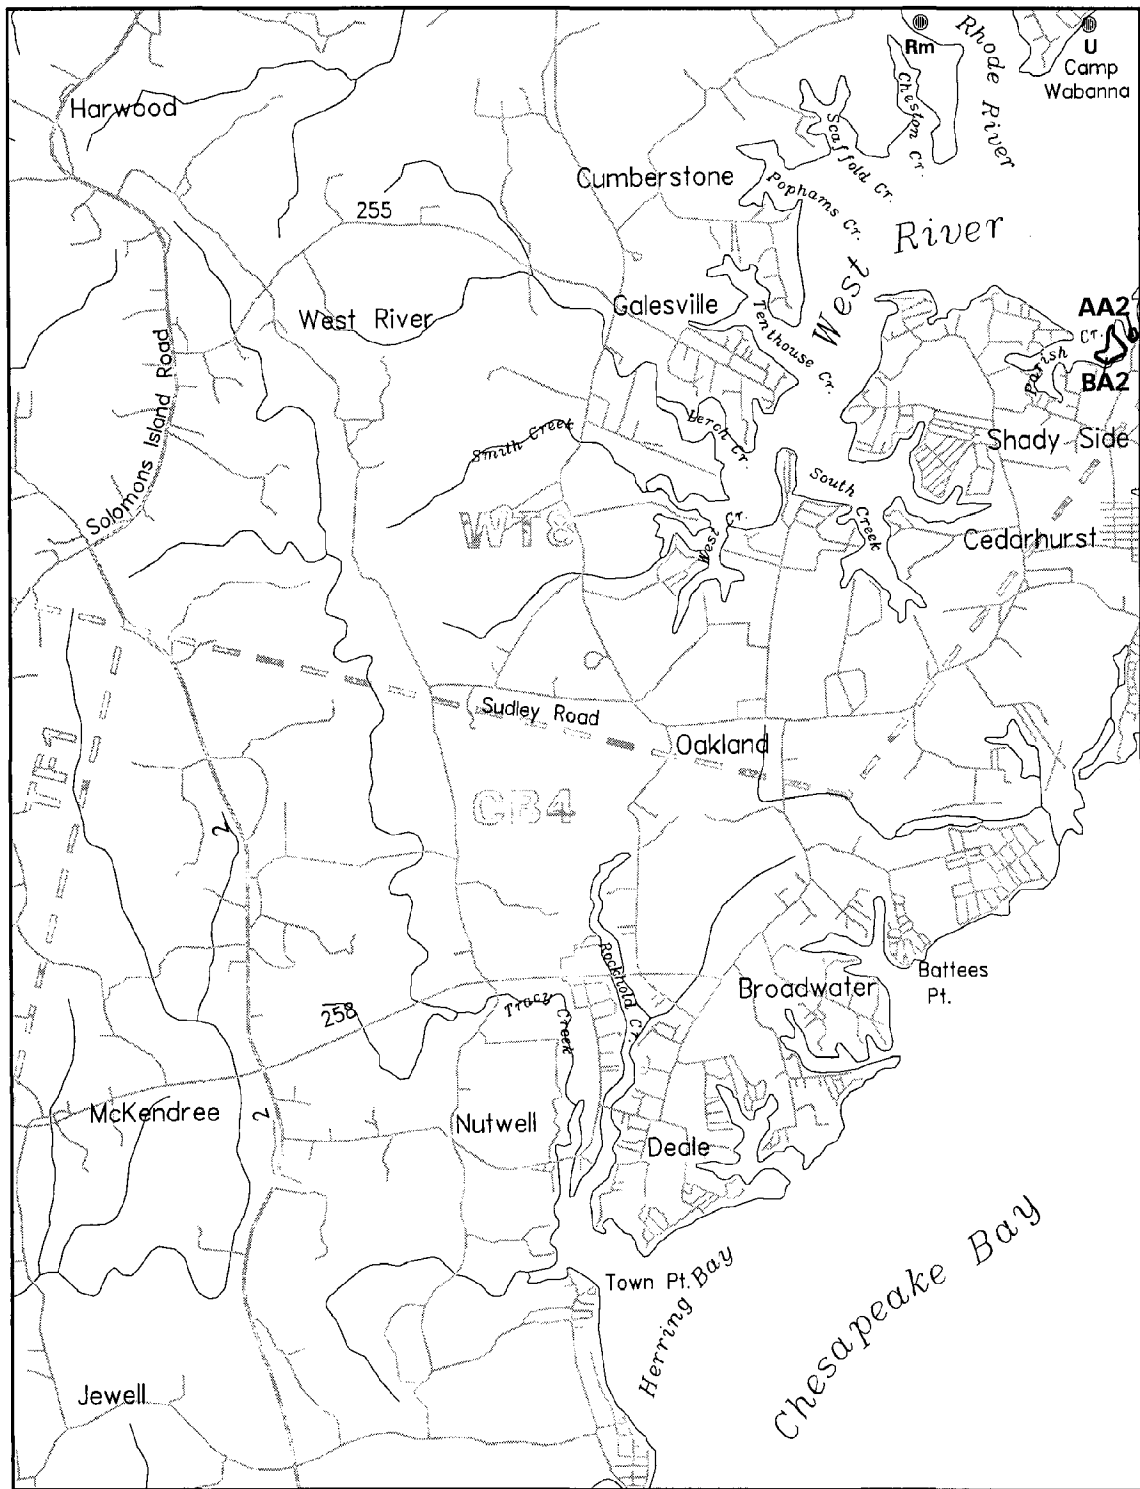 Rm
U
Camp
Wabanna
Rhode River
Cheston Cr.
Harwood
Scaffold Cr.
Cumberstone
Pophams Cr.
255
West River
Galesville
West River
Tenthouse Cr.
AA2
Parish Cr.
BA2
Solomons Island Road
Smith Creek
Lerch Cr.
Shady Side
South Creek
WT8
West Cr.
Cedarhurst
Sudley Road
Oakland
TF1
CB4
2
Rockhold Cr.
Battees
Pt.
Broadwater
Tracy Creek
258
McKendree
2
Nutwell
Deale
Town Pt.
Herring Bay
Chesapeake Bay
Jewell